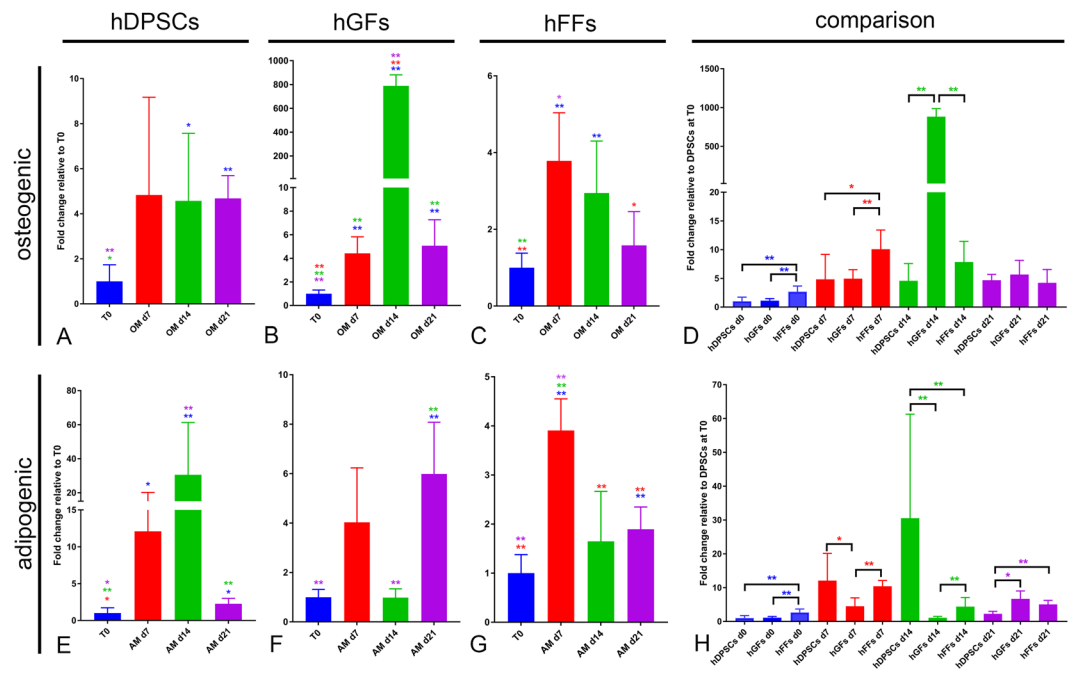 hDPSCs
hGFs
hFFs
comparison
osteogenic
Fold change relative to T0
10
8
6
4
2
0
**
*
*
**
T0
OM d7
OM d14
OM d21
A
1000
800
600
400
200
10
8
6
4
2
0
**
**
**
**
**
**
**
**
**
**
**
T0
OM d7
OM d14
OM d21
B
6
4
2
0
**
**
*
**
**
*
T0
OM d7
OM d14
OM d21
C
Fold change relative to DPSCs at T0
1500
1000
500
20
15
10
5
0
**
**
*
**
**
**
hDPSCs d0
hGFs d0
hFFs d0
hDPSCs d7
hGFs d7
hFFs d7
hDPSCs d14
hGFs d14
hFFs d14
hDPSCs d21
hGFs d21
hFFs d21
D
adipogenic
Fold change relative to T0
80
60
40
20
15
10
5
0
*
**
*
*
**
**
**
*
T0
AM d7
AM d14
AM d21
E
10
8
6
4
2
0
**
**
**
**
T0
AM d7
AM d14
AM d21
F
5
4
3
2
1
0
**
**
**
**
**
**
**
**
T0
AM d7
AM d14
AM d21
G
Fold change relative to DPSCs at T0
70
60
50
40
30
20
10
0
**
**
*
**
**
**
**
**
*
hDPSCs d0
hGFs d0
hFFs d0
hDPSCs d7
hGFs d7
hFFs d7
hDPSCs d14
hGFs d14
hFFs d14
hDPSCs d21
hGFs d21
hFFs d21
H